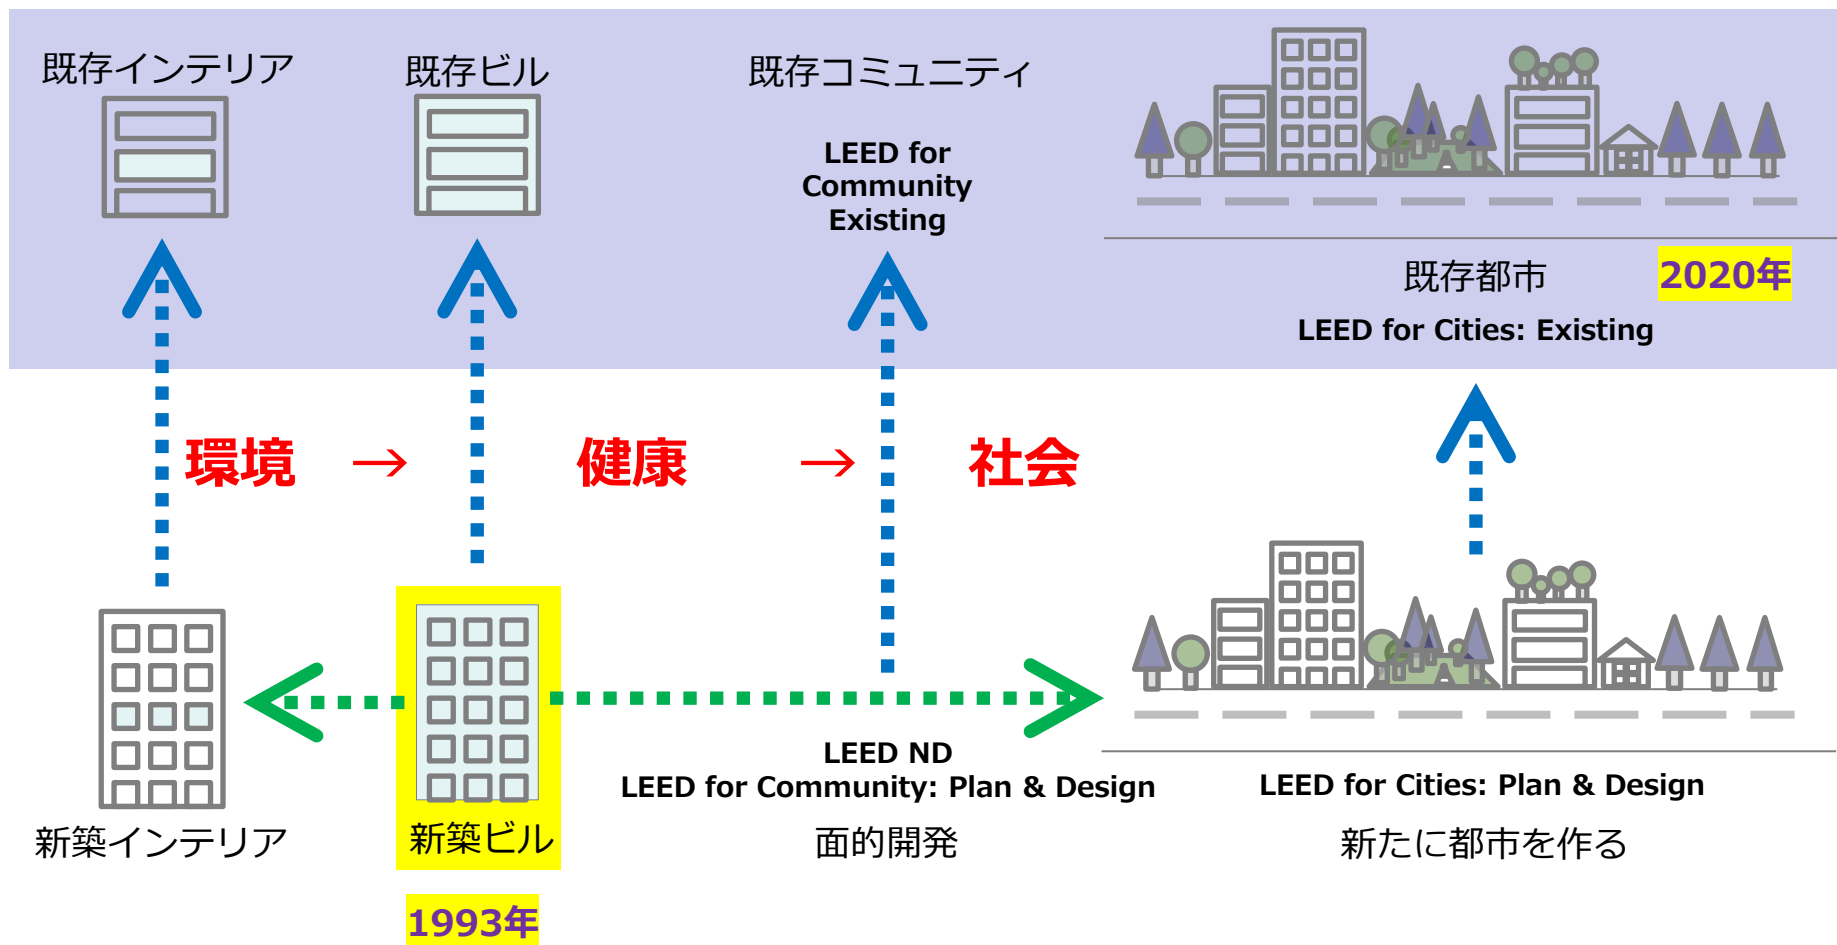 既存インテリア
既存ビル
既存コミュニティ
LEED for
Community
Existing
既存都市
2020年
LEED for Cities: Existing
環境 → 健康 → 社会
LEED ND
LEED for Community: Plan & Design
LEED for Cities: Plan & Design
新築インテリア
新築ビル
面的開発
新たに都市を作る
1993年